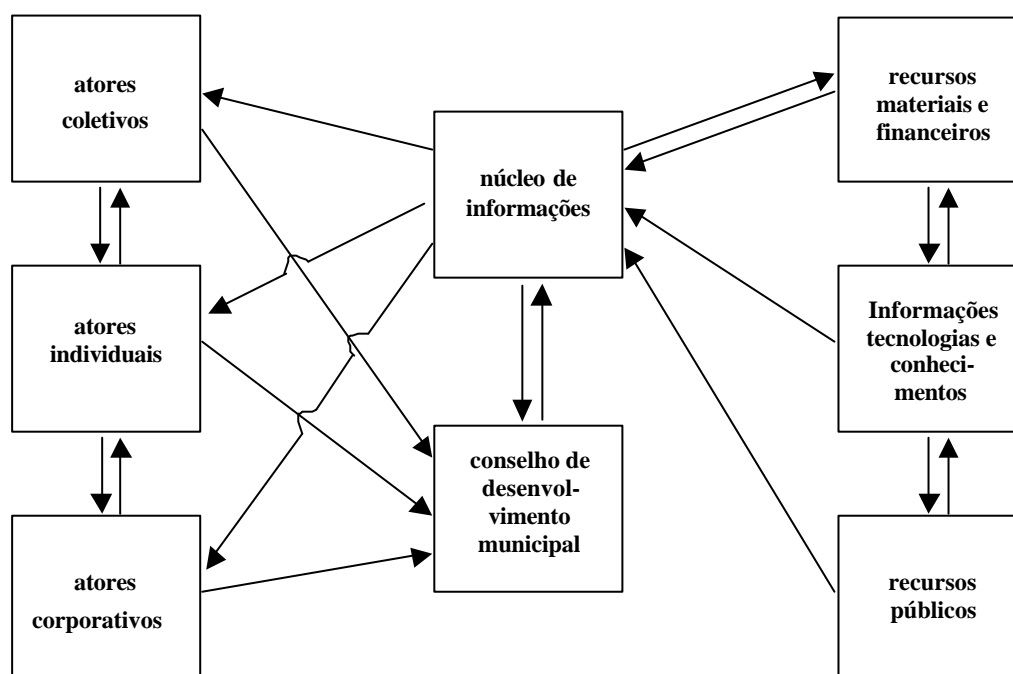 atores
coletivos
atores
individuais
atores
corporativos
núcleo de
informações
conselho de
desenvol-
vimento
municipal
recursos
materiais e
financeiros
Informações
tecnologias e
conheci-
mentos
recursos
públicos